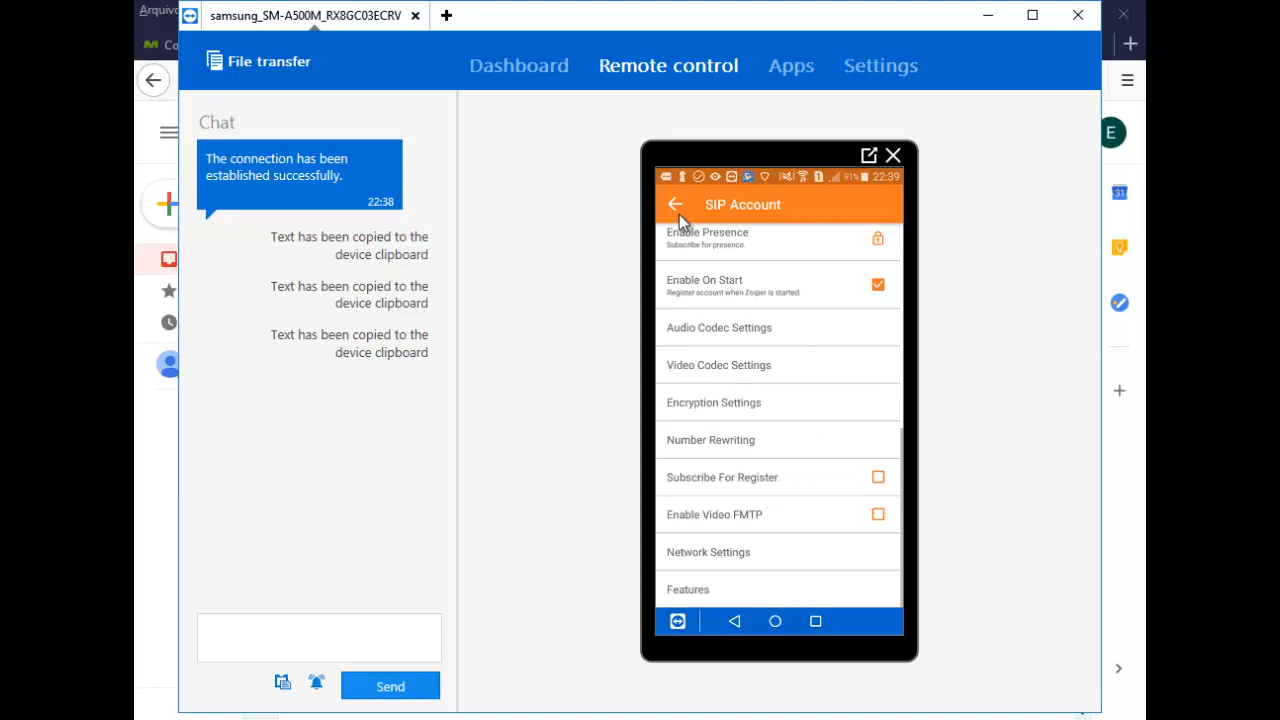 Arquivo
samsung_SM-A500M_RX8GC03ECRV
Co
File transfer
Dashboard
Remote control
Apps
Settings
Chat
The connection has been
established successfully.
22:38
Text has been copied to the
device clipboard
Text has been copied to the
device clipboard
Text has been copied to the
device clipboard
Send
91% 22:39
SIP Account
Enable Presence
Subscribe for presence.
Enable On Start
Register account when Zoiper is started.
Audio Codec Settings
Video Codec Settings
Encryption Settings
Number Rewriting
Subscribe For Register
Enable Video FMTP
Network Settings
Features
E
31